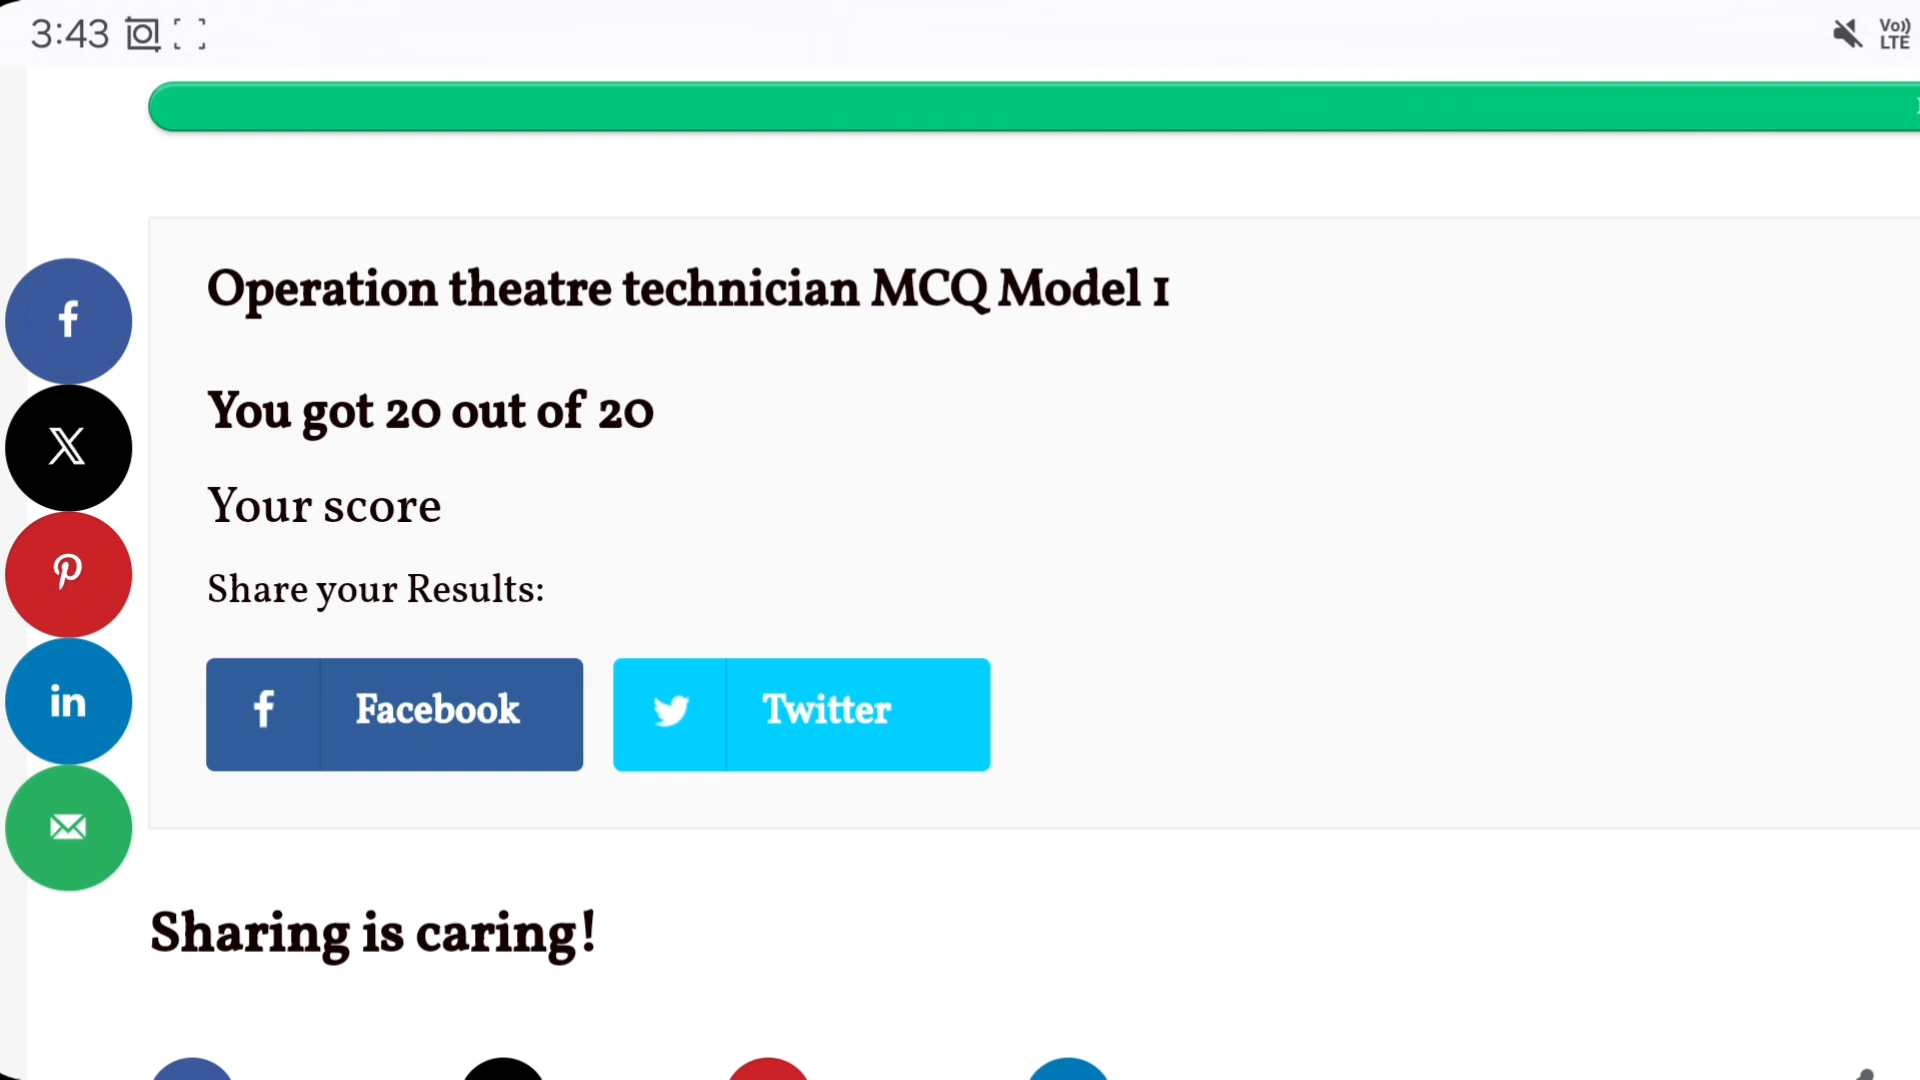 3:43
Vo))
LTE
Operation theatre technician MCQ Model 1
You got 20 out of 20
Your score
Share your Results:
Facebook
Twitter
Sharing is caring!